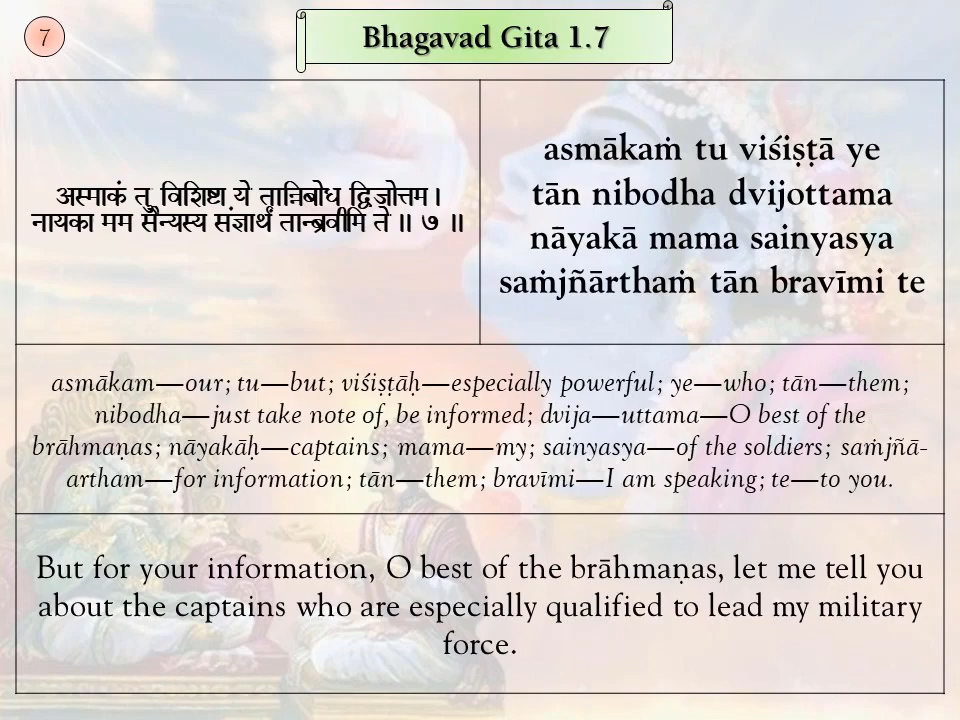 7
Bhagavad Gita 1.7
अस्माकं तु विशिष्टा ये तान्निबोध द्विजोत्तम।
नायका मम सैन्यस्य संज्ञार्थं तान्ब्रवीमि ते ॥ ७ ॥
asmākaṁ tu viśiṣṭā ye
tān nibodha dvijottama
nāyakā mama sainyasya
saṁjñārthaṁ tān bravīmi te
asmākam—our; tu—but; viśiṣṭāḥ—especially powerful; ye—who; tān—them;
nibodha—just take note of, be informed; dvija—uttama—O best of the
brāhmaṇas; nāyakāḥ—captains; mama—my; sainyasya—of the soldiers; saṁjñā-
artham—for information; tān—them; bravīmi—I am speaking; te—to you.
But for your information, O best of the brāhmaṇas, let me tell you
about the captains who are especially qualified to lead my military
force.